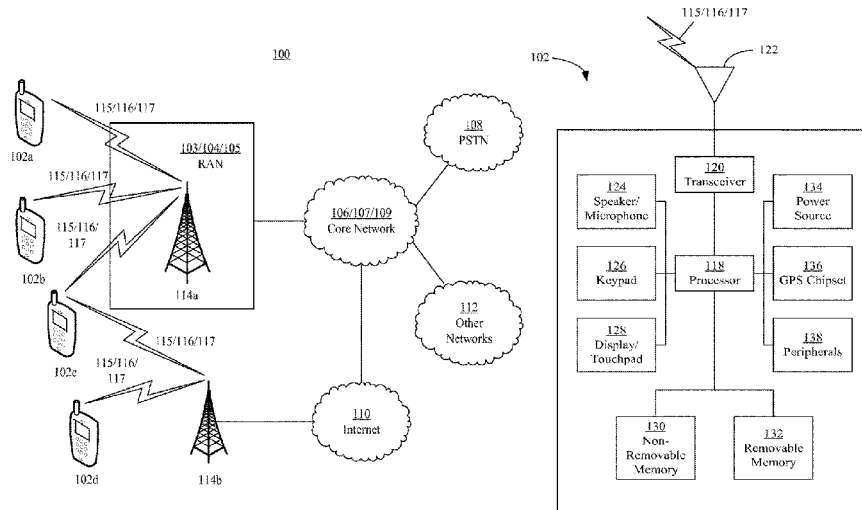 100
115/116/117
102a
103/104/105
RAN
115/116/117
102b
115/116/
117
114a
102c
115/116/117
115/116/
117
102d
114b
106/107/109
Core Network
108
PSTN
112
Other
Networks
110
Internet
115/116/117
102
122
120
Transceiver
124
Speaker/
Microphone
134
Power
Source
126
Keypad
118
Processor
136
GPS Chipset
128
Display/
Touchpad
138
Peripherals
130
Non-
Removable
Memory
132
Removable
Memory